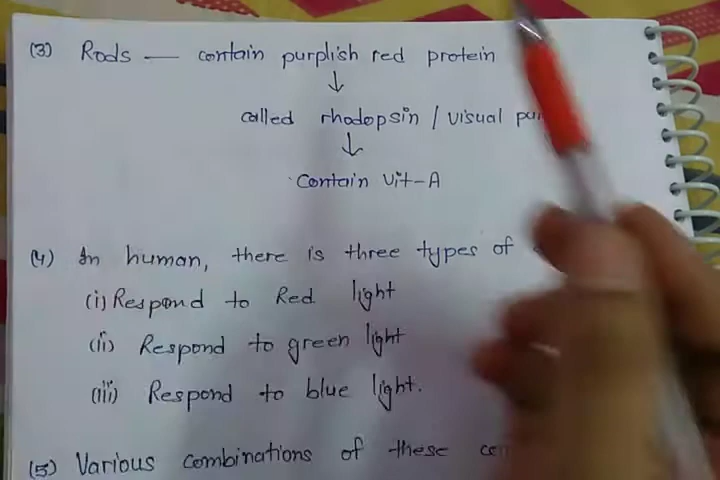 (3) Rods — contain purplish red protein
↓
called rhodopsin / visual
↓
Contain Vit-A
(4) In human, there is three types of
(i) Respond to Red light
(ii) Respond to green light
(iii) Respond to blue light.
(5) Various combinations of these